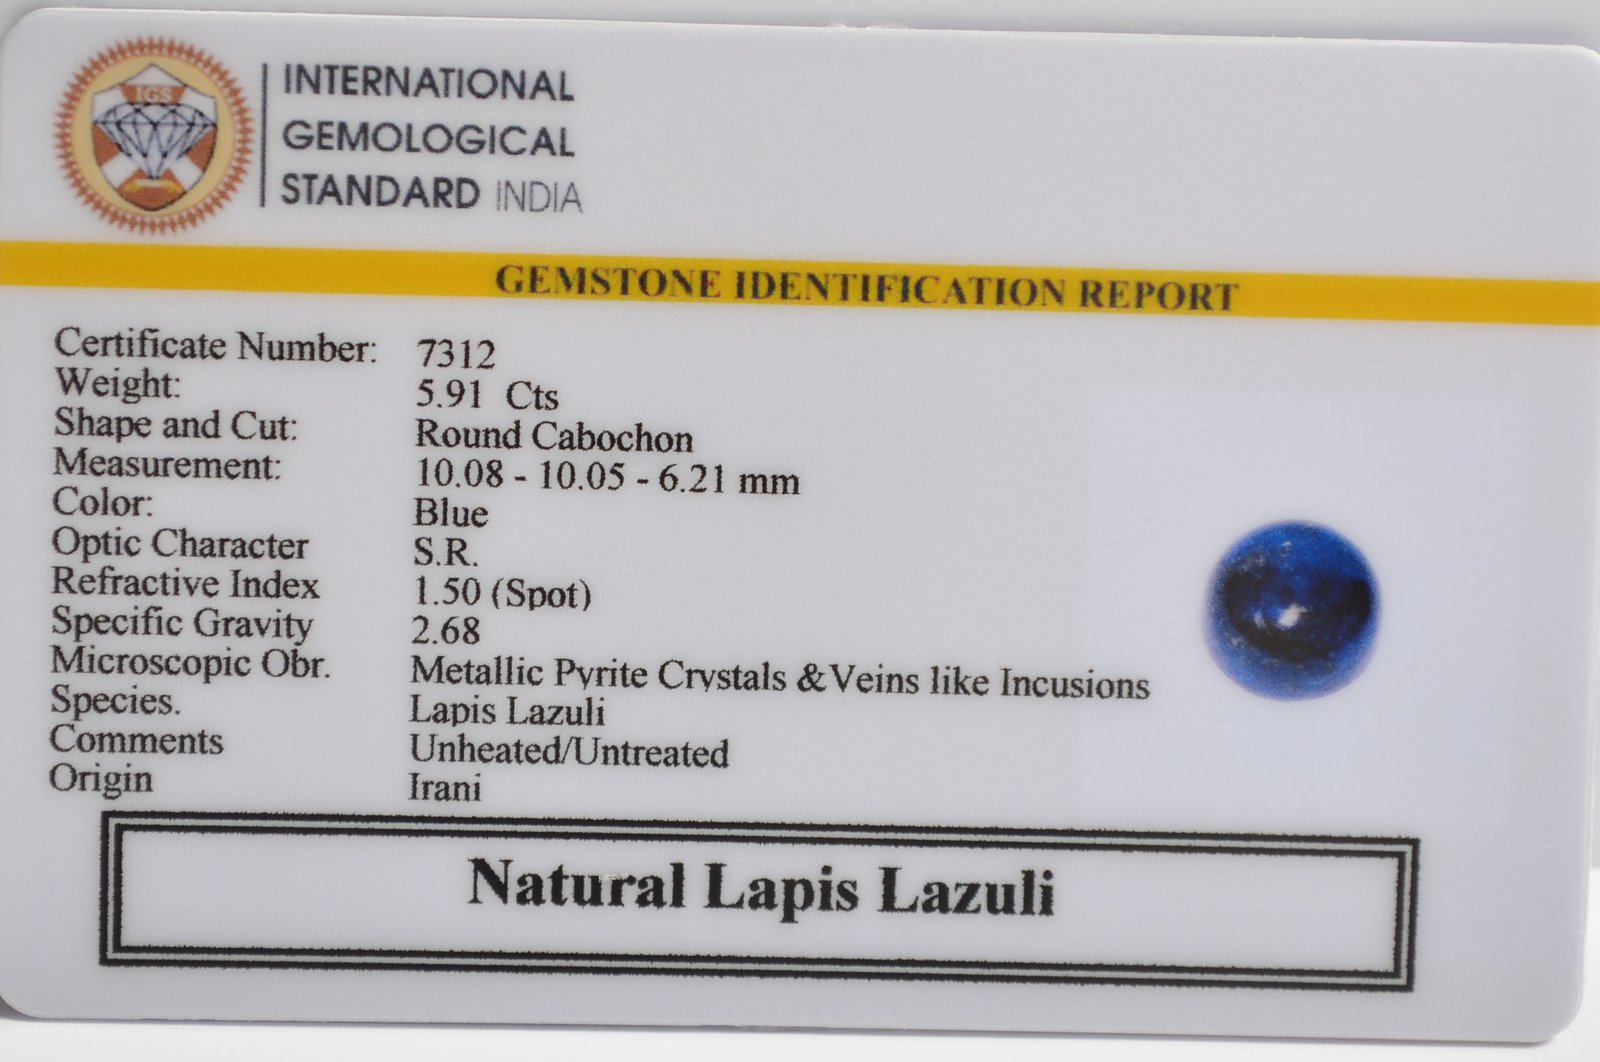 IGS
INTERNATIONAL
GEMOLOGICAL
STANDARD INDIA
GEMSTONE IDENTIFICATION REPORT
Certificate Number: 7312
Weight: 5.91 Cts
Shape and Cut: Round Cabochon
Measurement: 10.08 - 10.05 - 6.21 mm
Color: Blue
Optic Character S.R.
Refractive Index 1.50 (Spot)
Specific Gravity 2.68
Microscopic Obr. Metallic Pyrite Crystals &Veins like Incusions
Species. Lapis Lazuli
Comments Unheated/Untreated
Origin Irani
Natural Lapis Lazuli